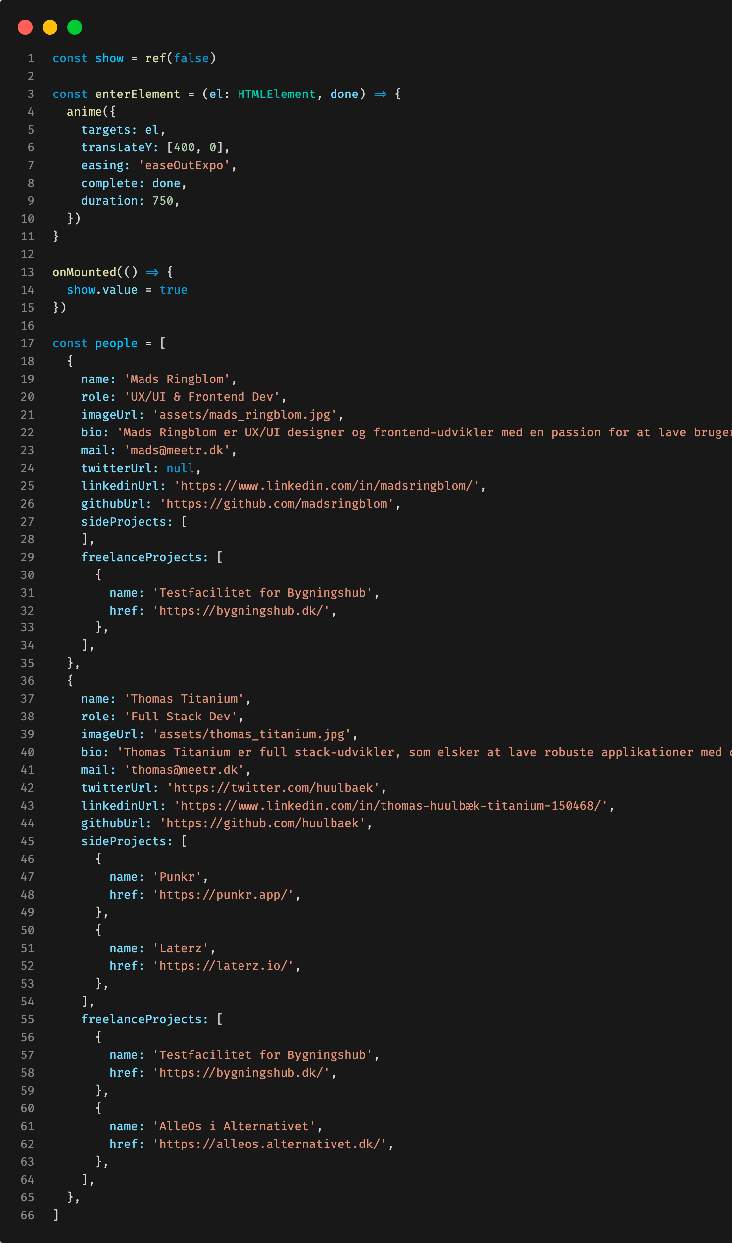 1 const show = ref(false)
2
3 const enterElement = (el: HTMLElement, done) => {
4   anime({
5     targets: el,
6     translateY: [400, 0],
7     easing: 'easeOutExpo',
8     complete: done,
9     duration: 750,
10   })
11 }
12
13 onMounted(() => {
14   show.value = true
15 })
16
17 const people = [
18   {
19     name: 'Mads Ringblom',
20     role: 'UX/UI & Frontend Dev',
21     imageUrl: 'assets/mads_ringblom.jpg',
22     bio: 'Mads Ringblom er UX/UI designer og frontend-udvikler med en passion for at lave bruger
23     mail: 'mads@meetr.dk',
24     twitterUrl: null,
25     linkedinUrl: 'https://www.linkedin.com/in/madsringblom/',
26     githubUrl: 'https://github.com/madsringblom',
27     sideProjects: [
28     ],
29     freelanceProjects: [
30       {
31         name: 'Testfacilitet for Bygningshub',
32         href: 'https://bygningshub.dk/',
33       },
34     ],
35   },
36   {
37     name: 'Thomas Titanium',
38     role: 'Full Stack Dev',
39     imageUrl: 'assets/thomas_titanium.jpg',
40     bio: 'Thomas Titanium er full stack-udvikler, som elsker at lave robuste applikationer med
41     mail: 'thomas@meetr.dk',
42     twitterUrl: 'https://twitter.com/huulbaek',
43     linkedinUrl: 'https://www.linkedin.com/in/thomas-huulbæk-titanium-150468/',
44     githubUrl: 'https://github.com/huulbaek',
45     sideProjects: [
46       {
47         name: 'Punkr',
48         href: 'https://punkr.app/',
49       },
50       {
51         name: 'Laterz',
52         href: 'https://laterz.io/',
53       },
54     ],
55     freelanceProjects: [
56       {
57         name: 'Testfacilitet for Bygningshub',
58         href: 'https://bygningshub.dk/',
59       },
60       {
61         name: 'AlleOs i Alternativet',
62         href: 'https://alleos.alternativet.dk/',
63       },
64     ],
65   },
66 ]